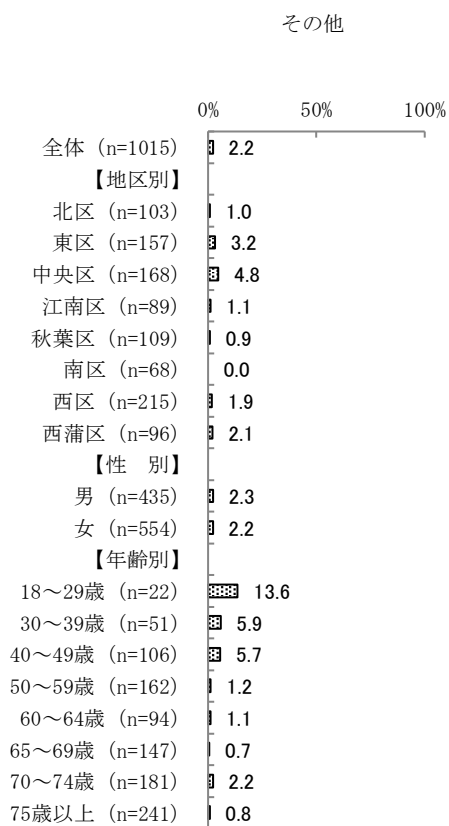 その他
0% 50% 100%
全体 (n=1015) 2.2
【地区別】
北区 (n=103) 1.0
東区 (n=157) 3.2
中央区 (n=168) 4.8
江南区 (n=89) 1.1
秋葉区 (n=109) 0.9
南区 (n=68) 0.0
西区 (n=215) 1.9
西蒲区 (n=96) 2.1
【性　別】
男 (n=435) 2.3
女 (n=554) 2.2
【年齢別】
18～29歳 (n=22) 13.6
30～39歳 (n=51) 5.9
40～49歳 (n=106) 5.7
50～59歳 (n=162) 1.2
60～64歳 (n=94) 1.1
65～69歳 (n=147) 0.7
70～74歳 (n=181) 2.2
75歳以上 (n=241) 0.8